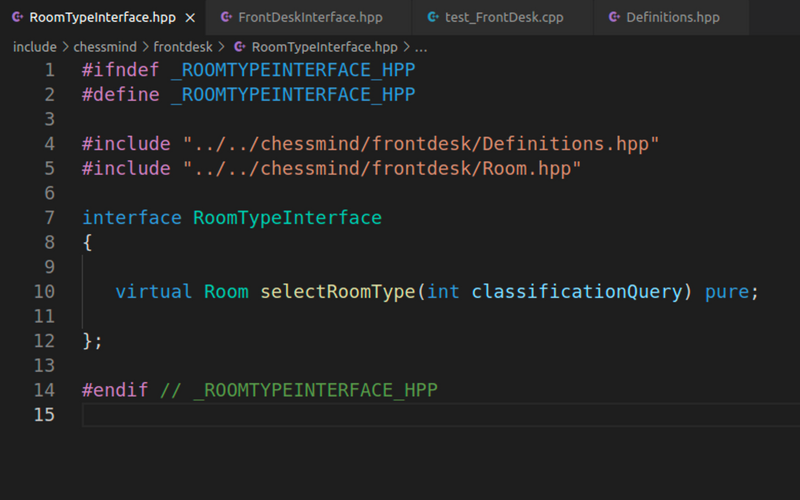 RoomTypeInterface.hpp × FrontDeskInterface.hpp test_FrontDesk.cpp Definitions.hpp
include > chessmind > frontdesk > RoomTypeInterface.hpp > ...
1 #ifndef _ROOMTYPEINTERFACE_HPP
2 #define _ROOMTYPEINTERFACE_HPP
3
4 #include "../../chessmind/frontdesk/Definitions.hpp"
5 #include "../../chessmind/frontdesk/Room.hpp"
6
7 interface RoomTypeInterface
8 {
9
10 virtual Room selectRoomType(int classificationQuery) pure;
11
12 };
13
14 #endif // _ROOMTYPEINTERFACE_HPP
15